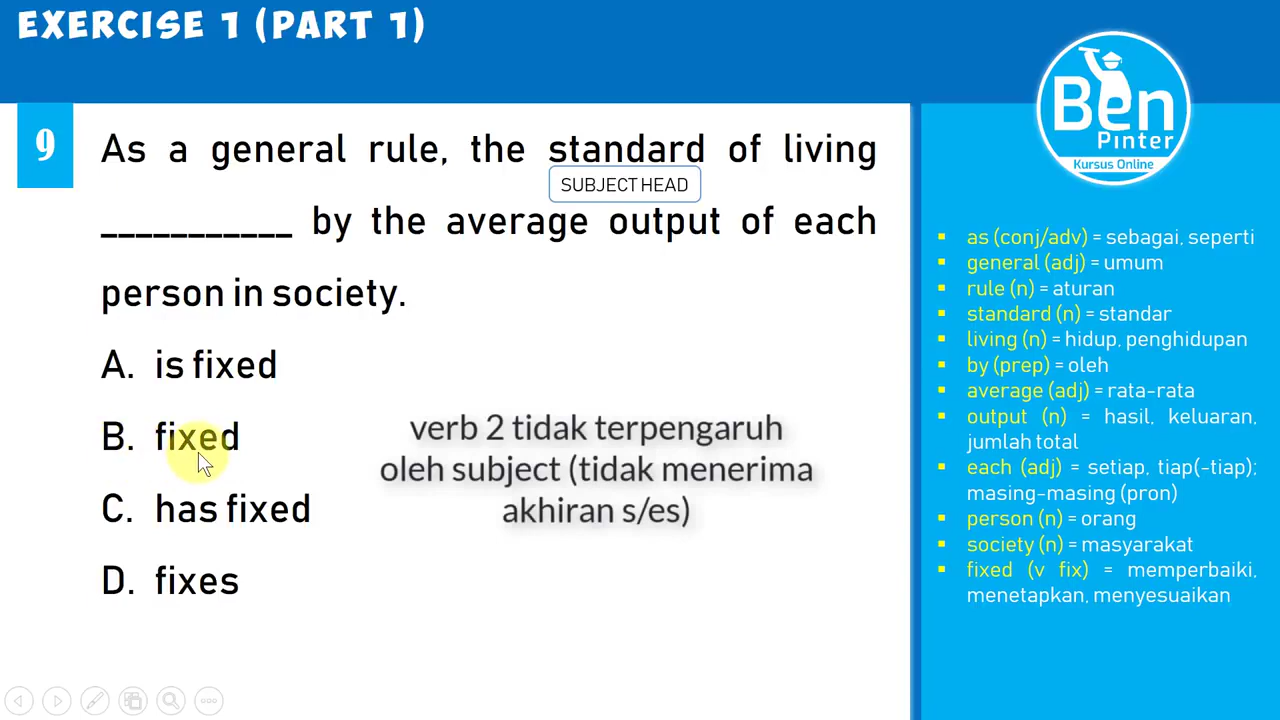 EXERCISE 1 (PART 1)
9
As a general rule, the standard of living
SUBJECT HEAD
___________ by the average output of each
person in society.
A. is fixed
B. fixed
C. has fixed
D. fixes
verb 2 tidak terpengaruh
oleh subject (tidak menerima
akhiran s/es)
Ben
Pinter
Kursus Online
▪ as (conj/adv) = sebagai, seperti
▪ general (adj) = umum
▪ rule (n) = aturan
▪ standard (n) = standar
▪ living (n) = hidup, penghidupan
▪ by (prep) = oleh
▪ average (adj) = rata-rata
▪ output (n) = hasil, keluaran,
jumlah total
▪ each (adj) = setiap, tiap(-tiap);
masing-masing (pron)
▪ person (n) = orang
▪ society (n) = masyarakat
▪ fixed (v fix) = memperbaiki,
menetapkan, menyesuaikan